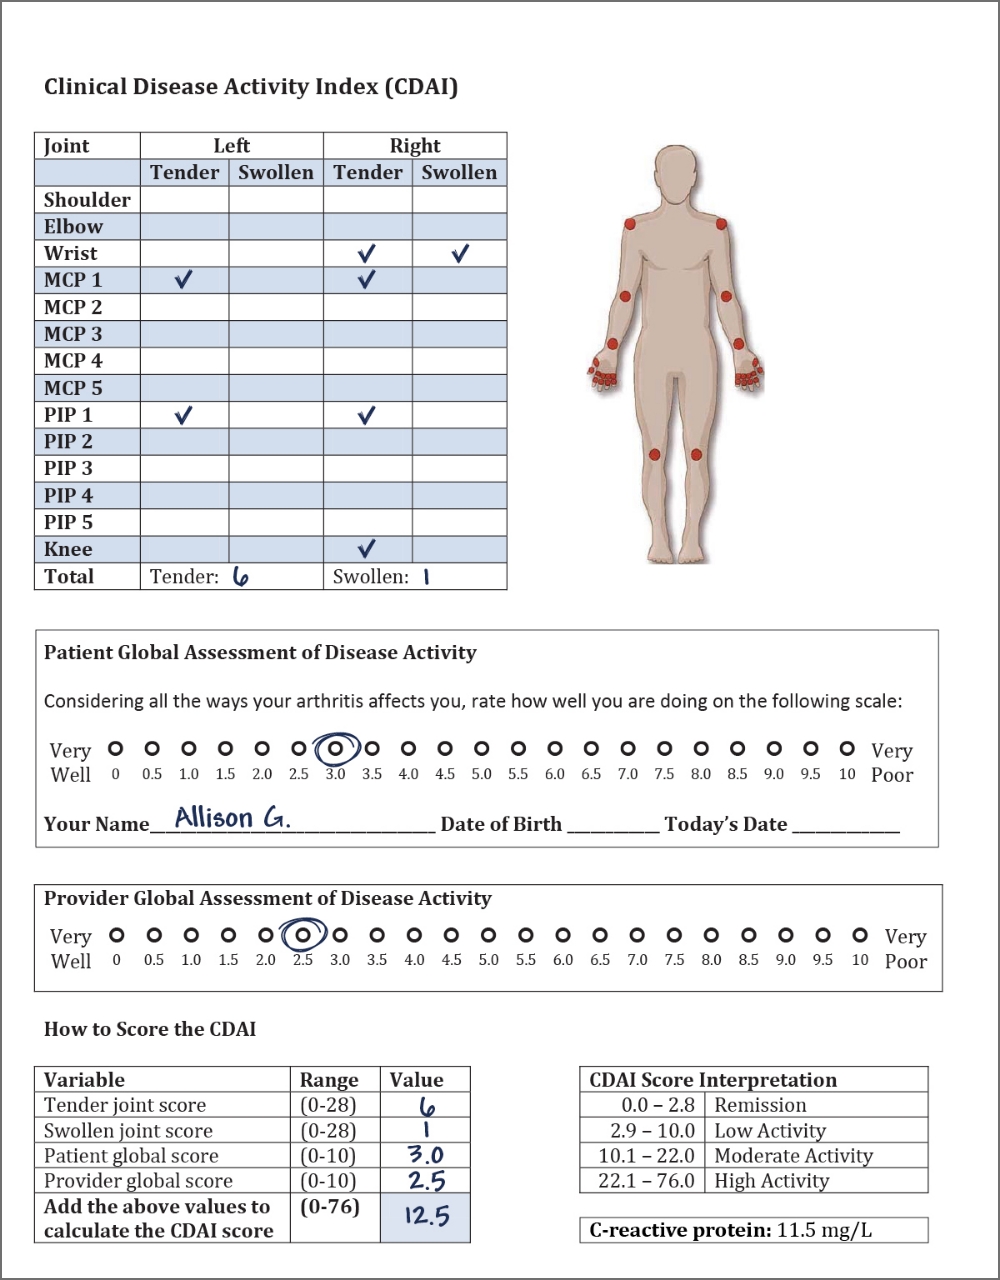 Clinical Disease Activity Index (CDAI)
Joint Left Right
Tender Swollen Tender Swollen
Shoulder
Elbow
Wrist ✓ ✓
MCP 1 ✓ ✓
MCP 2
MCP 3
MCP 4
MCP 5
PIP 1 ✓ ✓
PIP 2
PIP 3
PIP 4
PIP 5
Knee ✓
Total Tender: 6 Swollen: 1
Patient Global Assessment of Disease Activity
Considering all the ways your arthritis affects you, rate how well you are doing on the following scale:
Very Very
Well 0 0.5 1.0 1.5 2.0 2.5 3.0 3.5 4.0 4.5 5.0 5.5 6.0 6.5 7.0 7.5 8.0 8.5 9.0 9.5 10 Poor
Your Name Allison G. Date of Birth Today's Date
Provider Global Assessment of Disease Activity
Very Very
Well 0 0.5 1.0 1.5 2.0 2.5 3.0 3.5 4.0 4.5 5.0 5.5 6.0 6.5 7.0 7.5 8.0 8.5 9.0 9.5 10 Poor
How to Score the CDAI
Variable Range Value
Tender joint score (0-28) 6
Swollen joint score (0-28) 1
Patient global score (0-10) 3.0
Provider global score (0-10) 2.5
Add the above values to (0-76) 12.5
calculate the CDAI score
CDAI Score Interpretation
0.0 – 2.8 Remission
2.9 – 10.0 Low Activity
10.1 – 22.0 Moderate Activity
22.1 – 76.0 High Activity
C-reactive protein: 11.5 mg/L